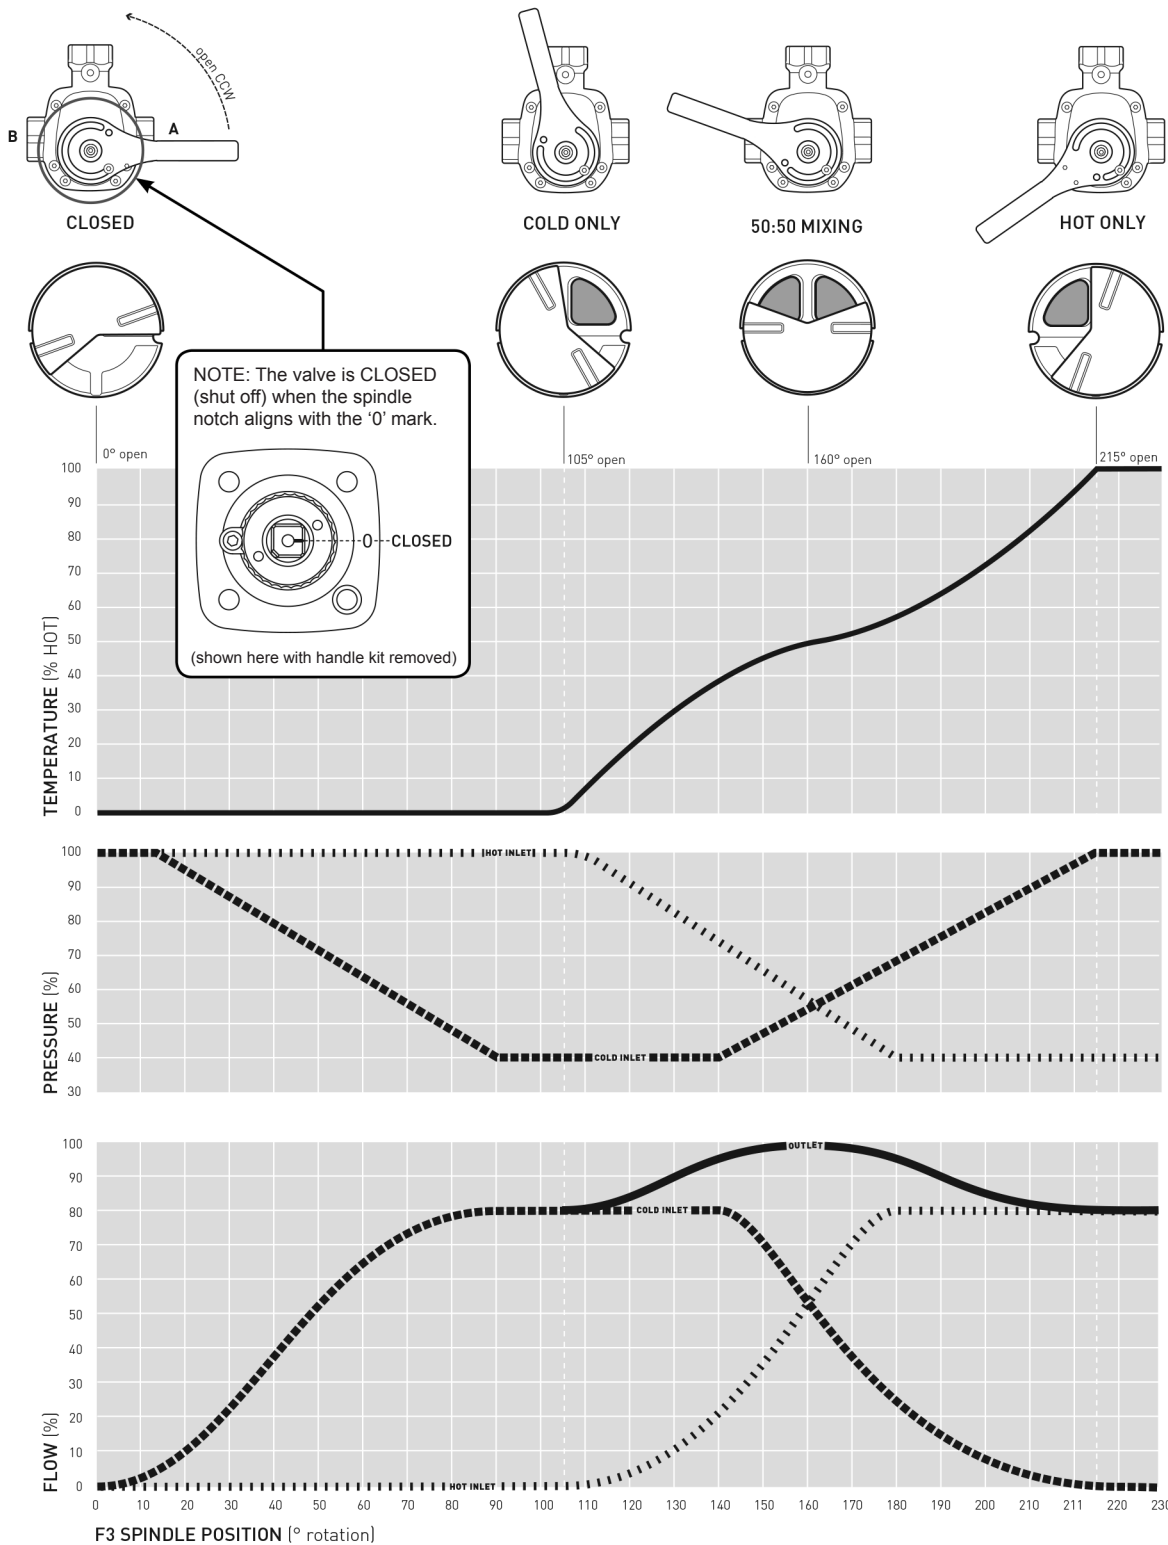 open CCW
B
A
CLOSED
COLD ONLY
50:50 MIXING
HOT ONLY
NOTE: The valve is CLOSED
(shut off) when the spindle
notch aligns with the ‘0’ mark.
0
CLOSED
(shown here with handle kit removed)
0° open
105° open
160° open
215° open
TEMPERATURE (% HOT)
100
90
80
70
60
50
40
30
20
10
0
PRESSURE (%)
100
90
80
70
60
50
40
30
HOT INLET
COLD INLET
FLOW (%)
100
90
80
70
60
50
40
30
20
10
0
OUTLET
COLD INLET
HOT INLET
0 10 20 30 40 50 60 70 80 90 100 110 120 130 140 150 160 170 180 190 200 210 211 220 230
F3 SPINDLE POSITION (° rotation)